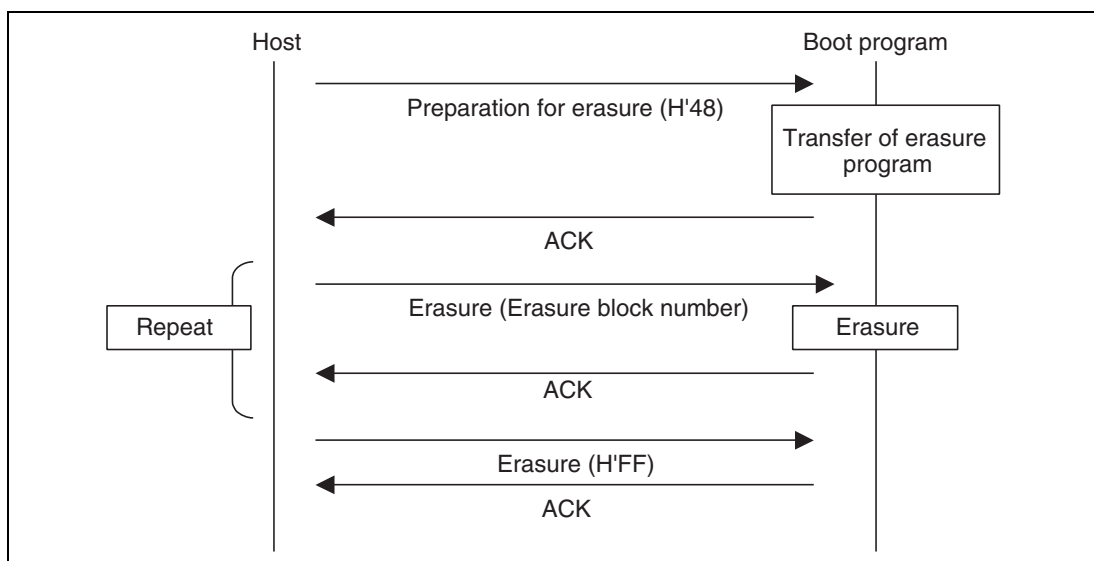 Host
Boot program
Preparation for erasure (H'48)
Transfer of erasure
program
ACK
Erasure (Erasure block number)
Repeat
Erasure
ACK
Erasure (H'FF)
ACK